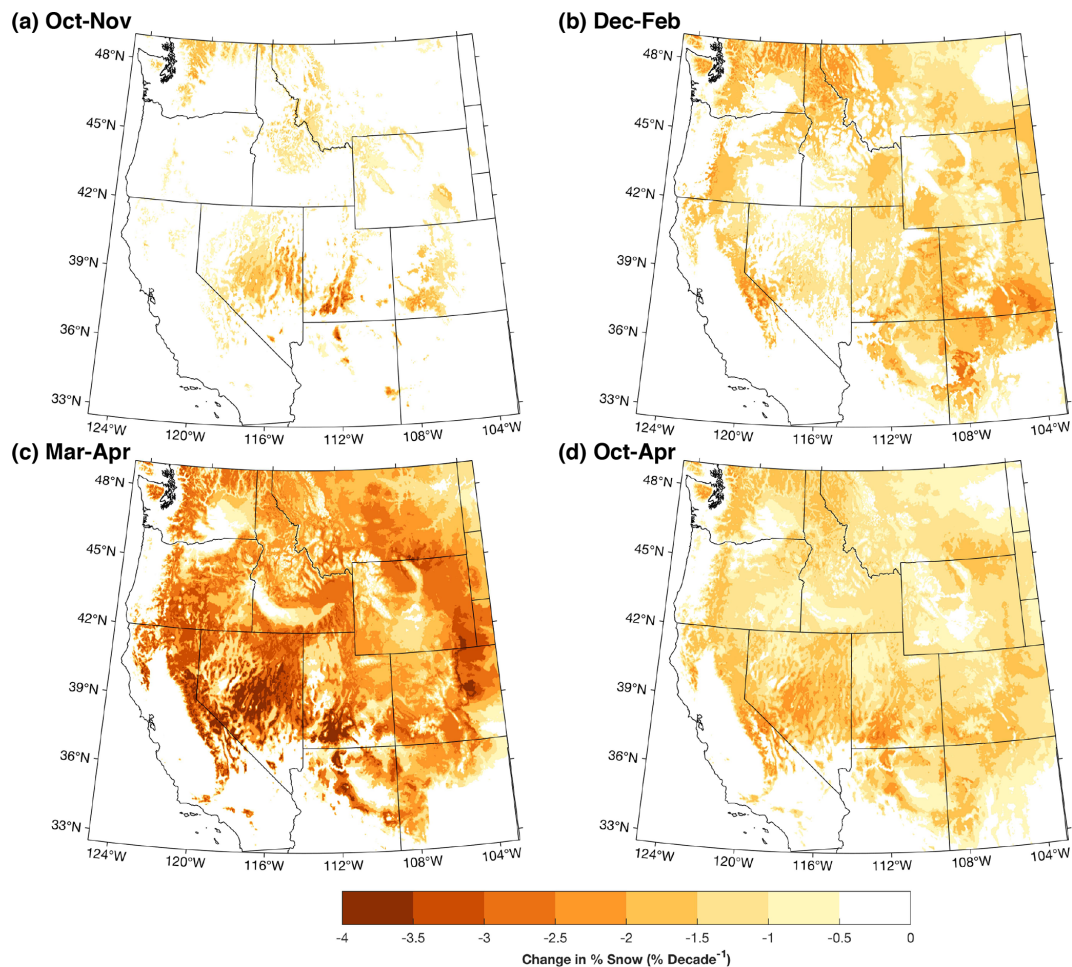 (a) Oct-Nov
(b) Dec-Feb
48°N
45°N
42°N
39°N
36°N
33°N
124°W 120°W 116°W 112°W 108°W 104°W
48°N
45°N
42°N
39°N
36°N
33°N
124°W 120°W 116°W 112°W 108°W 104°W
(c) Mar-Apr
(d) Oct-Apr
48°N
45°N
42°N
39°N
36°N
33°N
124°W 120°W 116°W 112°W 108°W 104°W
48°N
45°N
42°N
39°N
36°N
33°N
124°W 120°W 116°W 112°W 108°W 104°W
-4 -3.5 -3 -2.5 -2 -1.5 -1 -0.5 0
Change in % Snow (% Decade⁻¹)